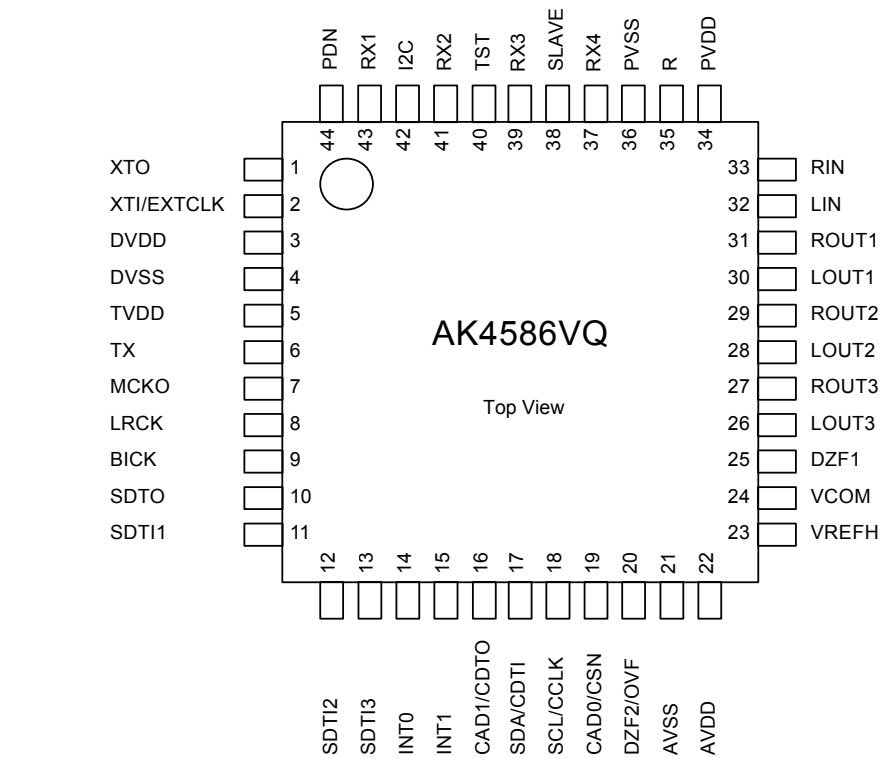 PDN
RX1
I2C
RX2
TST
RX3
SLAVE
RX4
PVSS
R
PVDD
44
43
42
41
40
39
38
37
36
35
34
XTO
1
33
RIN
XTI/EXTCLK
2
32
LIN
DVDD
3
31
ROUT1
DVSS
4
30
LOUT1
TVDD
5
29
ROUT2
TX
6
28
LOUT2
MCKO
7
27
ROUT3
LRCK
8
26
LOUT3
BICK
9
25
DZF1
SDTO
10
24
VCOM
SDTI1
11
23
VREFH
AK4586VQ
Top View
12
13
14
15
16
17
18
19
20
21
22
SDTI2
SDTI3
INT0
INT1
CAD1/CDTO
SDA/CDTI
SCL/CCLK
CAD0/CSN
DZF2/OVF
AVSS
AVDD